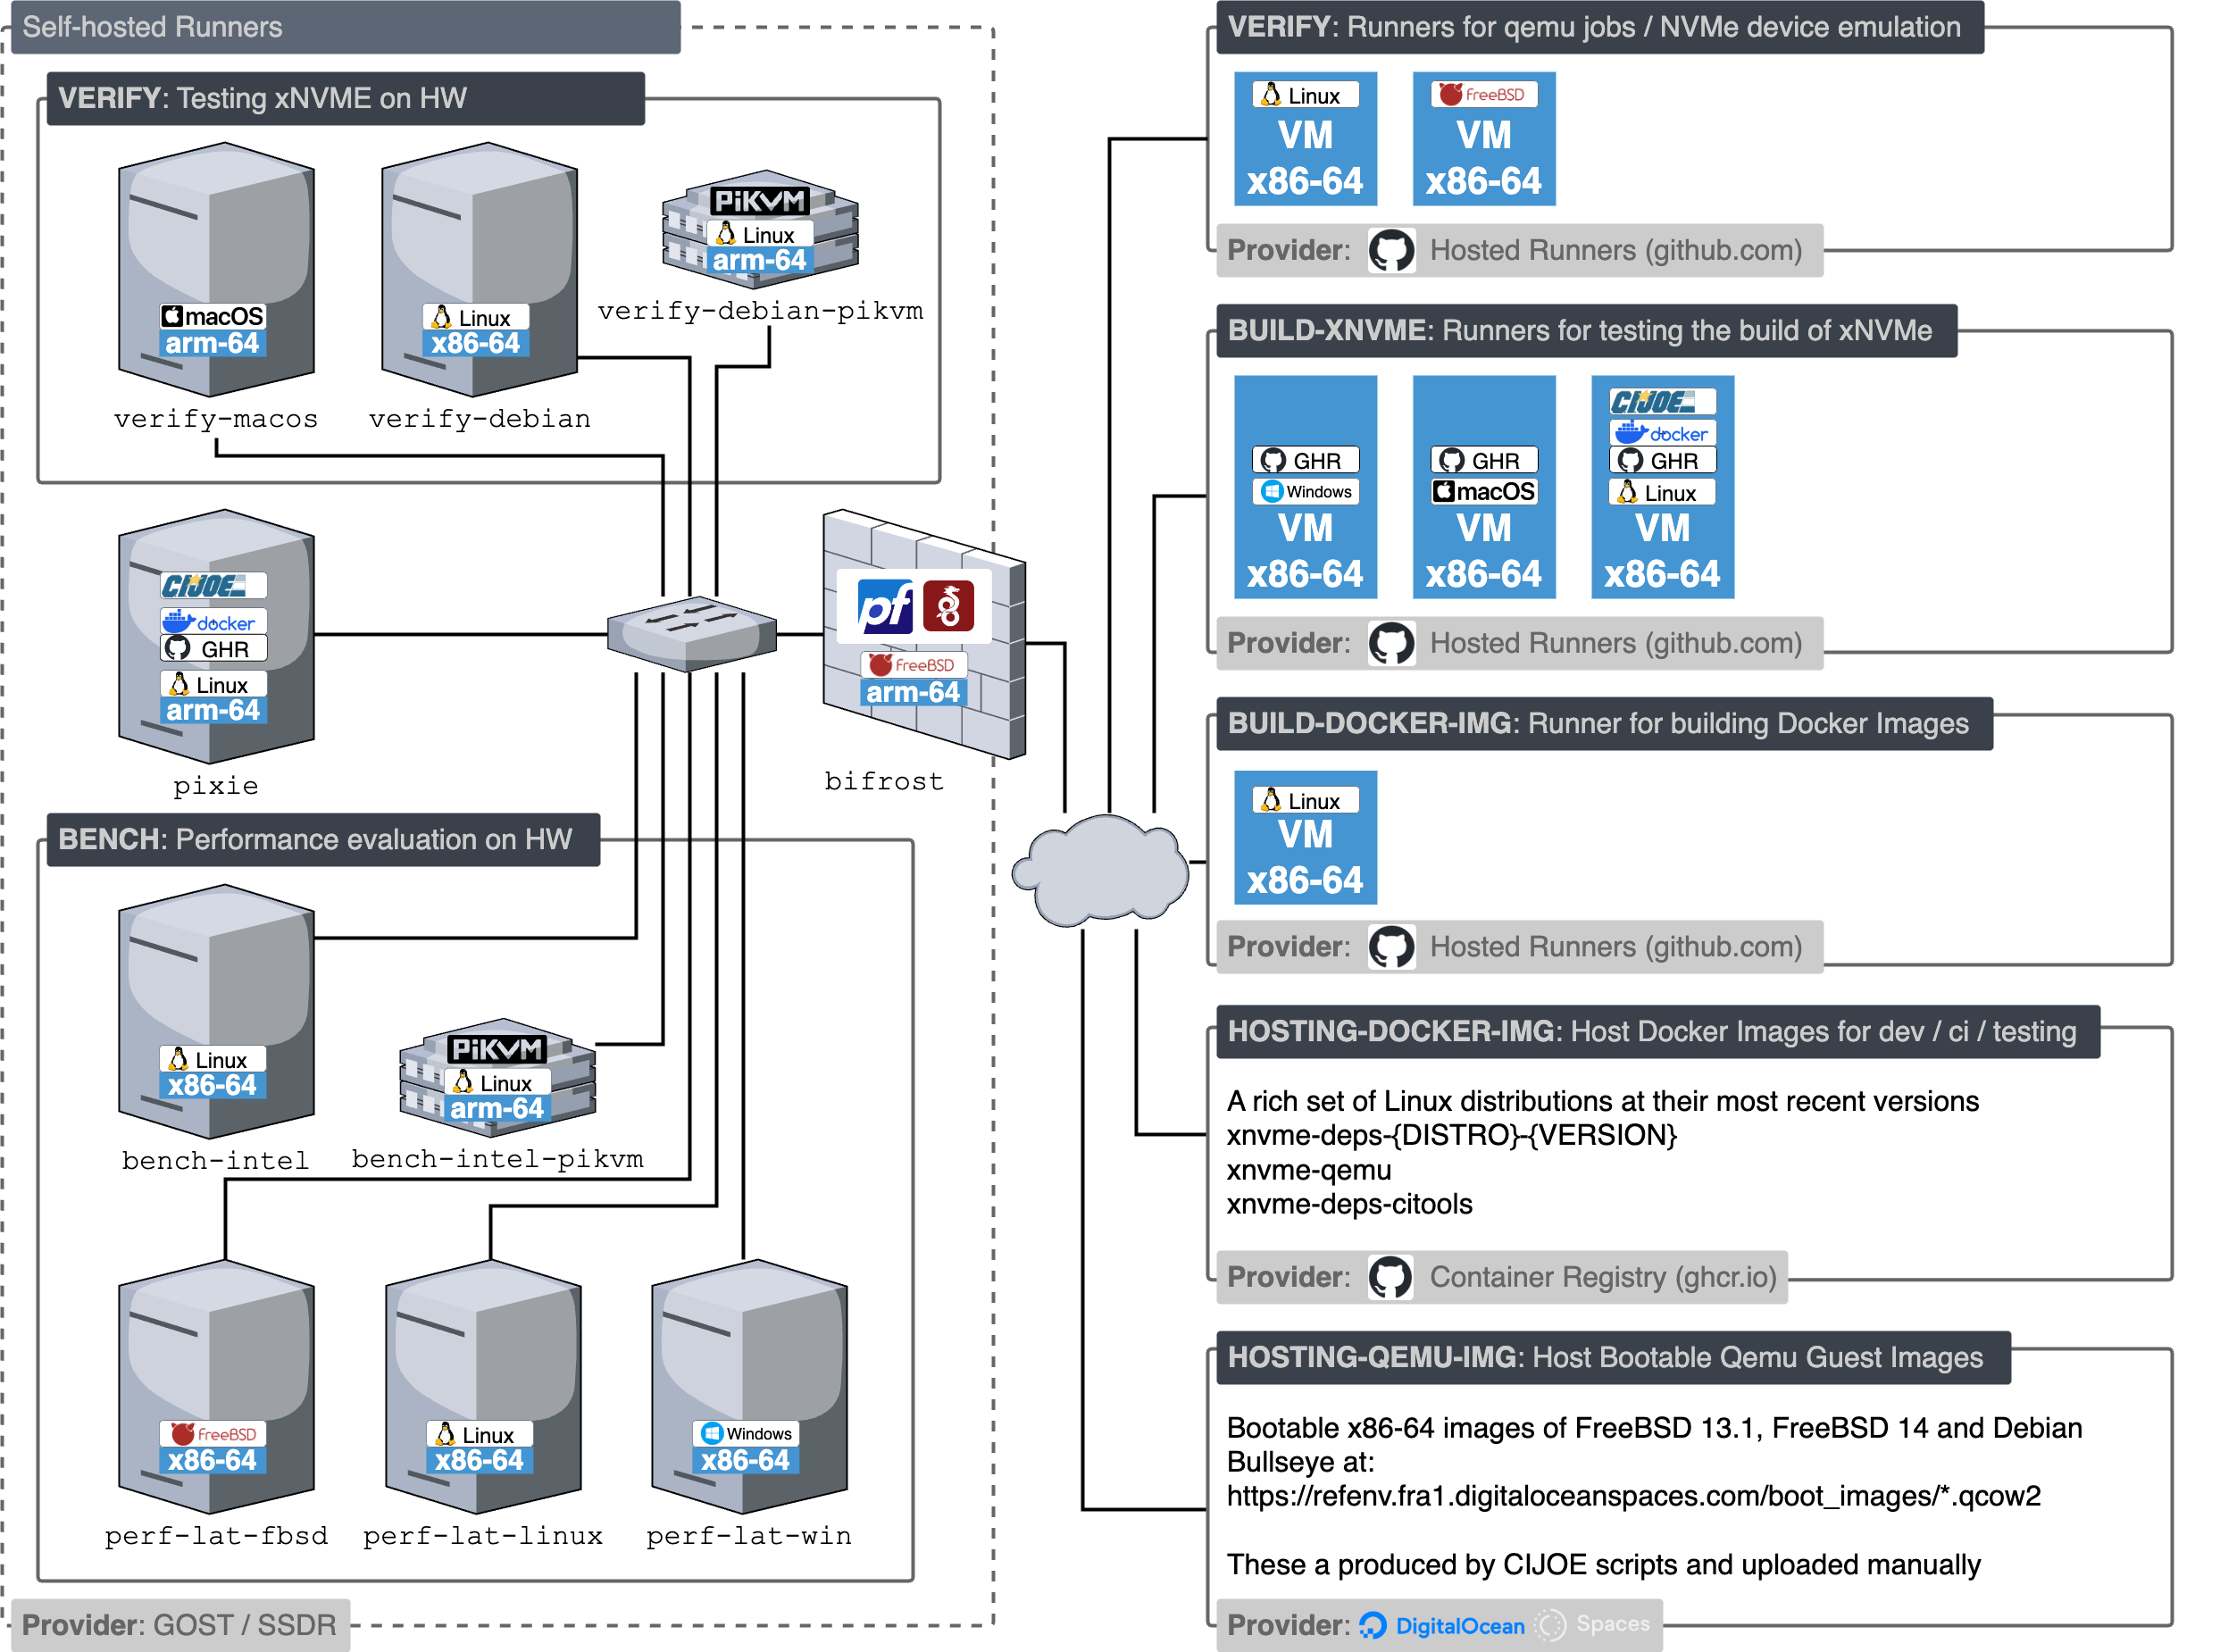 Self-hosted Runners
VERIFY: Testing xNVME on HW
macOS
arm-64
verify-macos
Linux
x86-64
verify-debian
PiKVM
Linux
arm-64
verify-debian-pikvm
CIJOE
docker
GHR
Linux
arm-64
pixie
pf
FreeBSD
arm-64
bifrost
BENCH: Performance evaluation on HW
Linux
x86-64
bench-intel
PiKVM
Linux
arm-64
bench-intel-pikvm
FreeBSD
x86-64
perf-lat-fbsd
Linux
x86-64
perf-lat-linux
Windows
x86-64
perf-lat-win
Provider: GOST / SSDR
VERIFY: Runners for qemu jobs / NVMe device emulation
Linux
VM
x86-64
FreeBSD
VM
x86-64
Provider: Hosted Runners (github.com)
BUILD-XNVME: Runners for testing the build of xNVMe
GHR
Windows
VM
x86-64
GHR
macOS
VM
x86-64
CIJOE
docker
GHR
Linux
VM
x86-64
Provider: Hosted Runners (github.com)
BUILD-DOCKER-IMG: Runner for building Docker Images
Linux
VM
x86-64
Provider: Hosted Runners (github.com)
HOSTING-DOCKER-IMG: Host Docker Images for dev / ci / testing
A rich set of Linux distributions at their most recent versions
xnvme-deps-{DISTRO}-{VERSION}
xnvme-qemu
xnvme-deps-citools
Provider: Container Registry (ghcr.io)
HOSTING-QEMU-IMG: Host Bootable Qemu Guest Images
Bootable x86-64 images of FreeBSD 13.1, FreeBSD 14 and Debian
Bullseye at:
https://refenv.fra1.digitaloceanspaces.com/boot_images/*.qcow2
These a produced by CIJOE scripts and uploaded manually
Provider: DigitalOcean Spaces